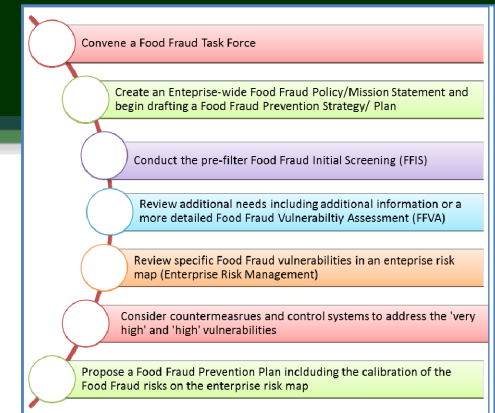 Convene a Food Fraud Task Force
Create an Enteprise-wide Food Fraud Policy/Mission Statement and
begin drafting a Food Fraud Prevention Strategy/ Plan
Conduct the pre-filter Food Fraud Initial Screening (FFIS)
Review additional needs including additional information or a
more detailed Food Fraud Vulnerabiltiy Assessment (FFVA)
Review specific Food Fraud vulnerabilities in an enteprise risk
map (Enterprise Risk Management)
Consider countermeasrues and control systems to address the 'very
high' and 'high' vulnerabilities
Propose a Food Fraud Prevention Plan incldudung the calibration of the
Food Fraud risks on the enterprise risk map